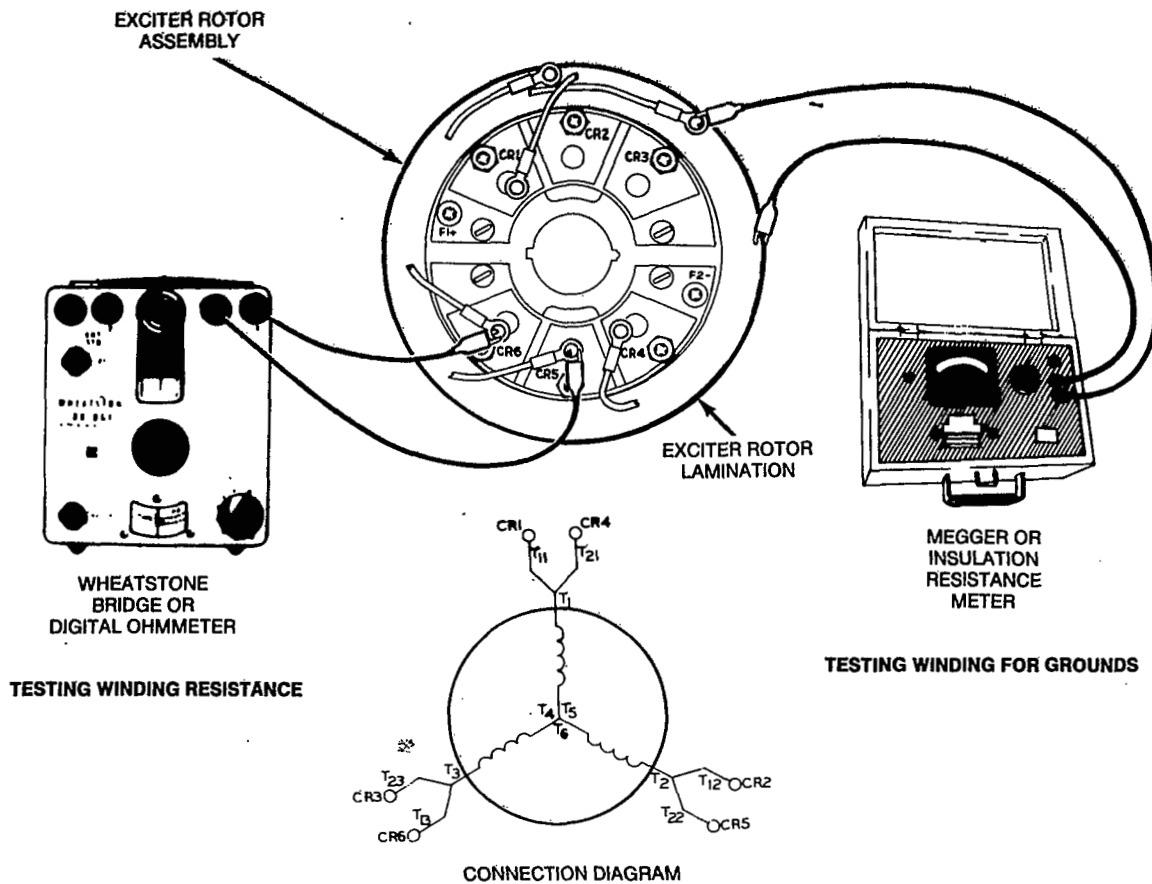 EXCITER ROTOR
ASSEMBLY
CR1
CR2
CR3
F1+
F2-
CR6
CR5
CR4
EXCITER ROTOR
LAMINATION
WHEATSTONE
BRIDGE OR
DIGITAL OHMMETER
TESTING WINDING RESISTANCE
MEGGER OR
INSULATION
RESISTANCE
METER
TESTING WINDING FOR GROUNDS
CR1
CR4
T11
T21
T1
T4
T5
T6
T3
T23
CR3
T13
CR6
T2
T12
CR2
T22
CR5
CONNECTION DIAGRAM